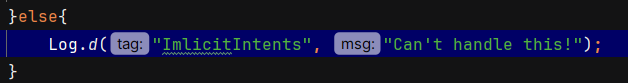 }else{
Log.d( tag: "ImlicitIntents", msg: "Can't handle this!");
}